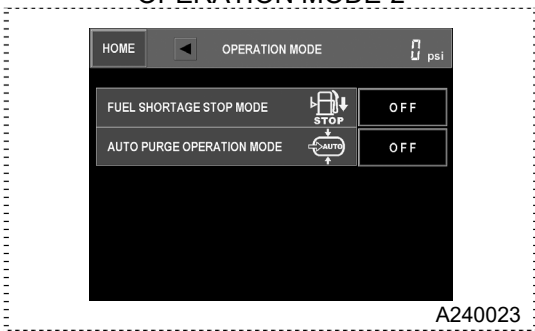 OPERATION MODE 2
HOME ◀ OPERATION MODE 0 psi
FUEL SHORTAGE STOP MODE STOP OFF
AUTO PURGE OPERATION MODE AUTO OFF
A240023